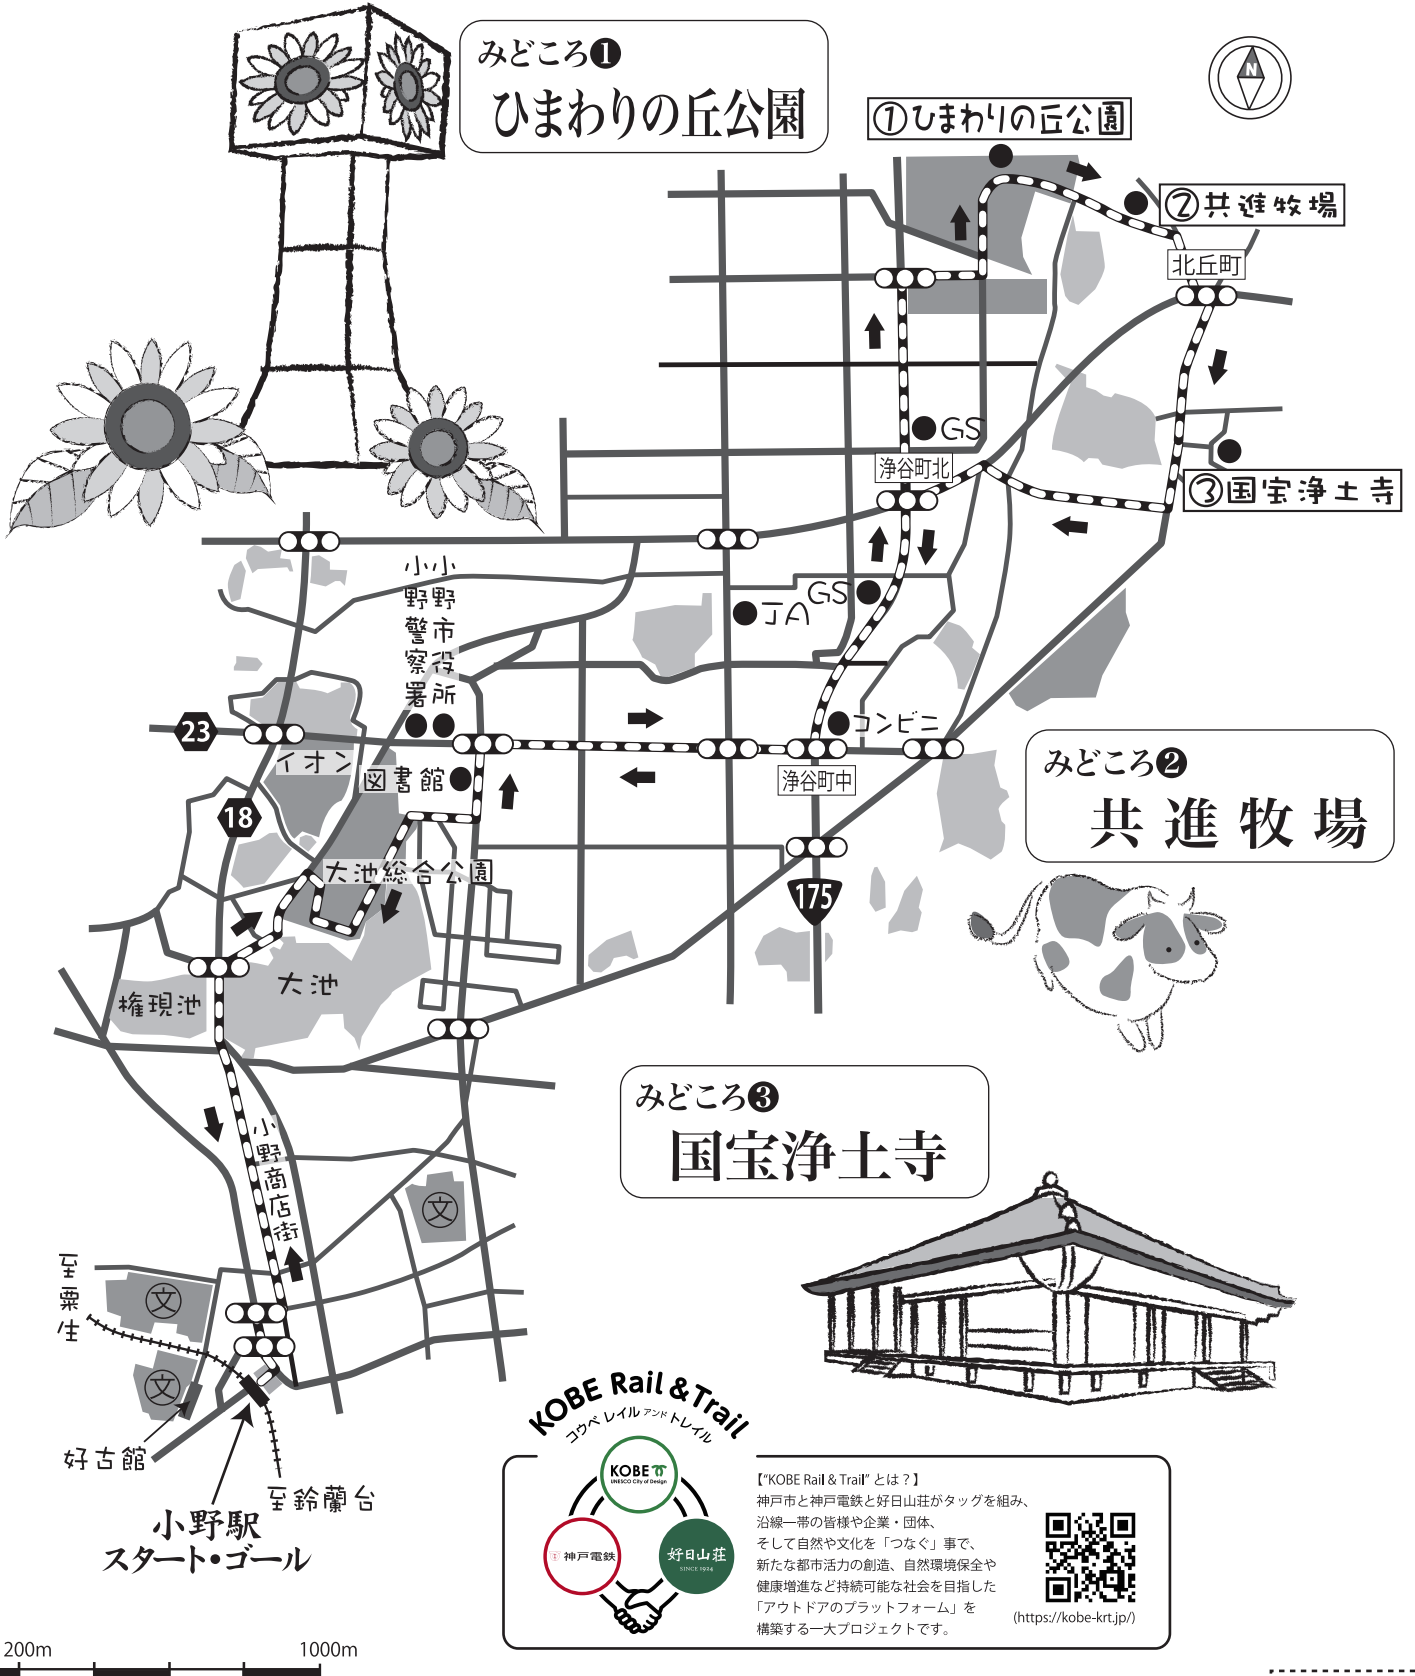 みどころ❶
ひまわりの丘公園
N
①ひまわりの丘公園
②共進牧場
北丘町
GS
浄谷町北
③国宝浄土寺
小野市役所
小野警察署
JA
GS
23
イオン
図書館
コンビニ
浄谷町中
みどころ❷
共進牧場
18
大池総合公園
175
大池
権現池
みどころ❸
国宝浄土寺
小野商店街
文
至粟生
文
文
好古館
至鈴蘭台
小野駅
スタート・ゴール
KOBE Rail & Trail
コウベ レイル アンド トレイル
KOBE
UNESCO City of Design
神戸電鉄
好日山荘
SINCE 1924
【“KOBE Rail & Trail” とは？】
神戸市と神戸電鉄と好日山荘がタッグを組み、
沿線一帯の皆様や企業・団体、
そして自然や文化を「つなぐ」事で、
新たな都市活力の創造、自然環境保全や
健康増進など持続可能な社会を目指した
「アウトドアのプラットフォーム」を
構築する一大プロジェクトです。
(https://kobe-krt.jp/)
200m
1000m